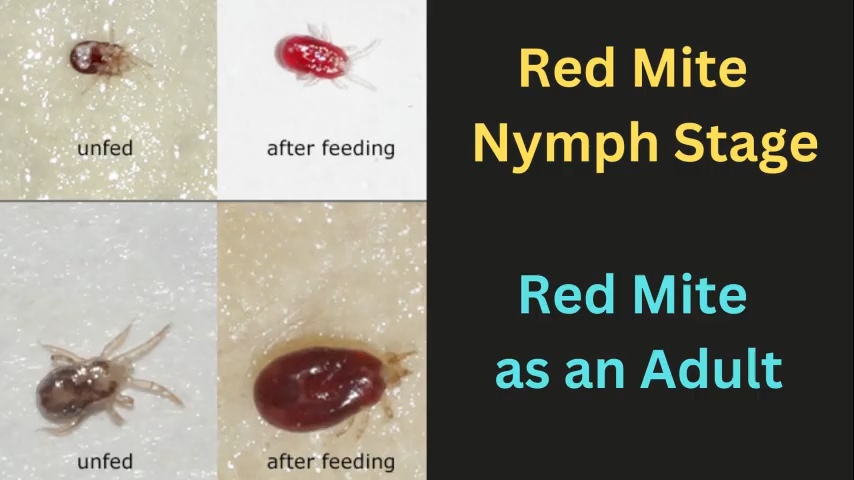 unfed
after feeding
Red Mite
Nymph Stage
unfed
after feeding
Red Mite
as an Adult